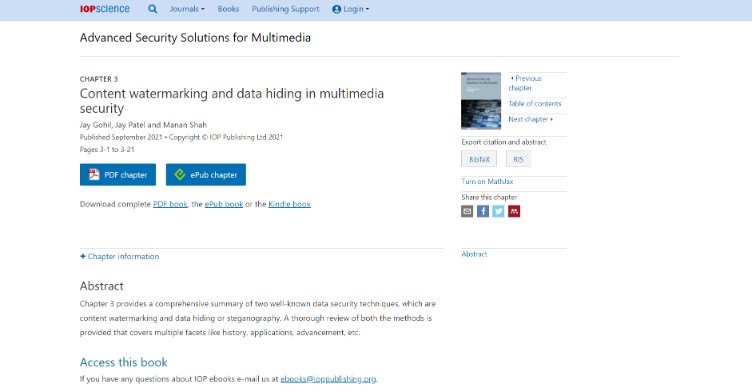 IOPscience Journals Books Publishing Support Login
Advanced Security Solutions for Multimedia
CHAPTER 3
Content watermarking and data hiding in multimedia
security
Jay Gohil, Jay Patel and Manan Shah
Published September 2021 • Copyright © IOP Publishing Ltd 2021
Pages 3-1 to 3-21
PDF chapter ePub chapter
Download complete PDF book, the ePub book or the Kindle book
Previous
chapter
Table of contents
Next chapter
Export citation and abstract
BibTeX RIS
Turn on MathJax
Share this chapter
+ Chapter information
Abstract
Abstract
Chapter 3 provides a comprehensive summary of two well-known data security techniques, which are
content watermarking and data hiding or steganography. A thorough review of both the methods is
provided that covers multiple facets like history, applications, advancement, etc.
Access this book
If you have any questions about IOP ebooks e-mail us at ebooks@ioppublishing.org.